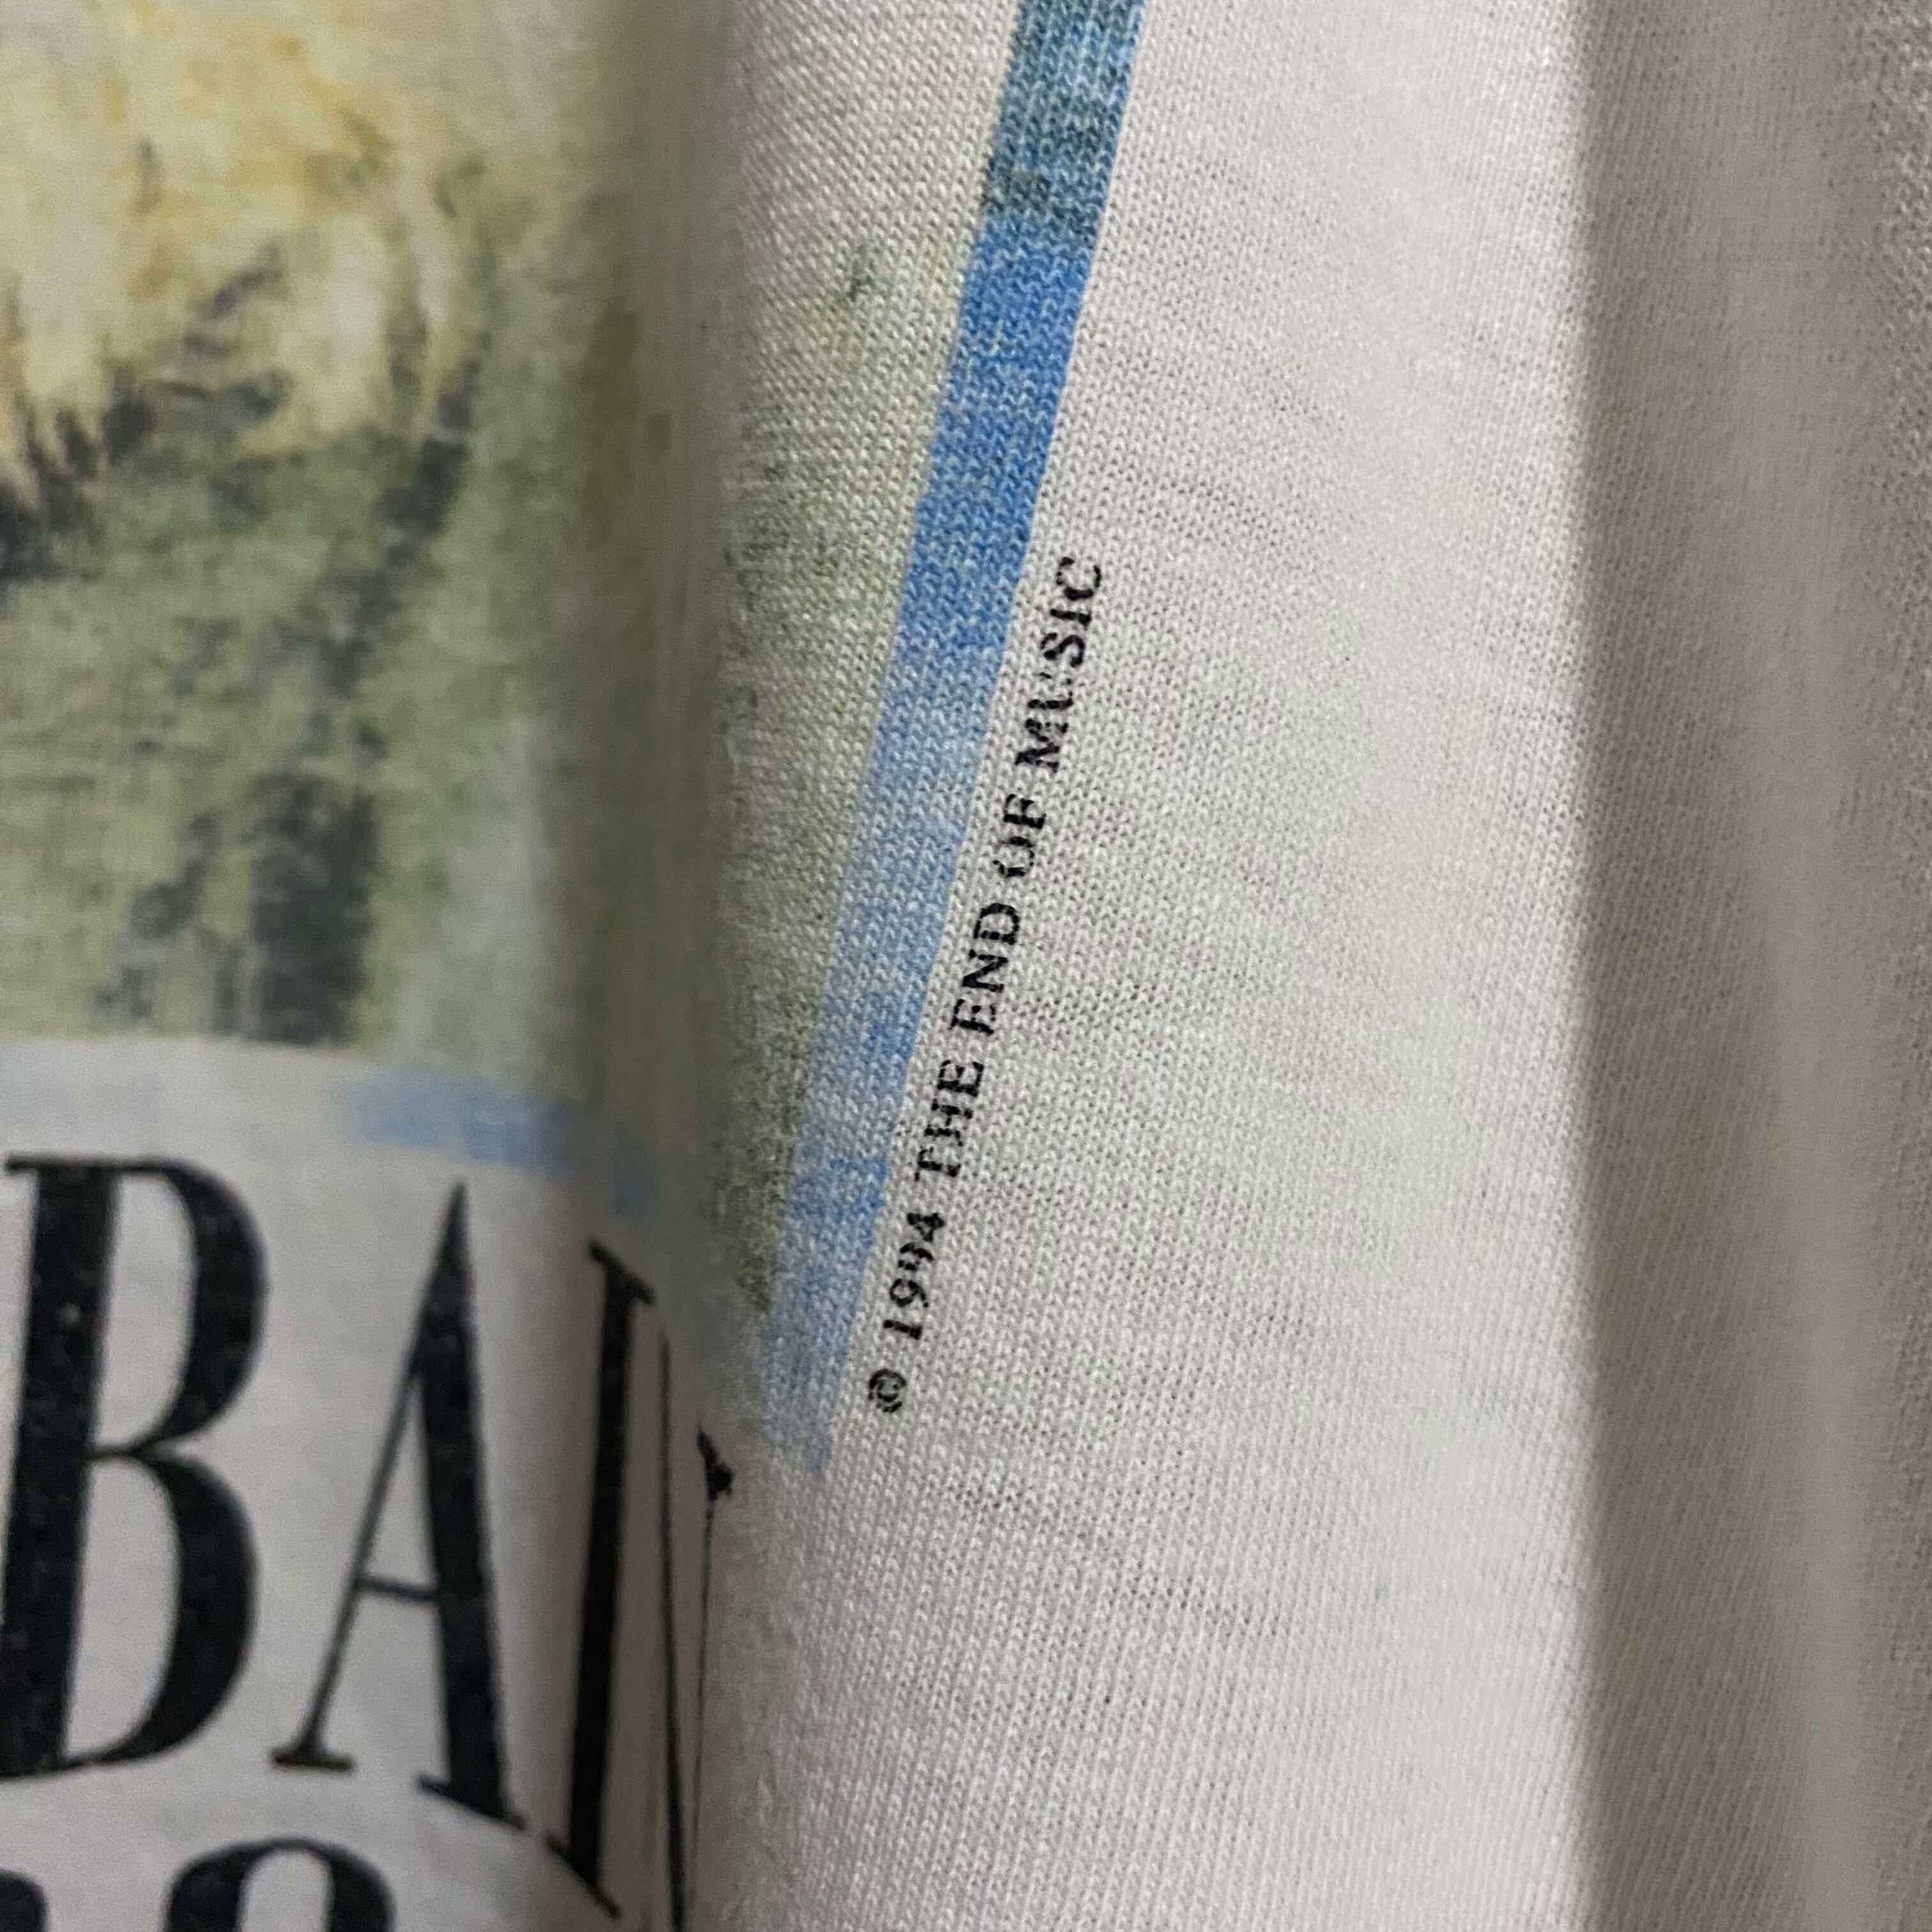 © 1994 THE END OF MUSIC
BAN